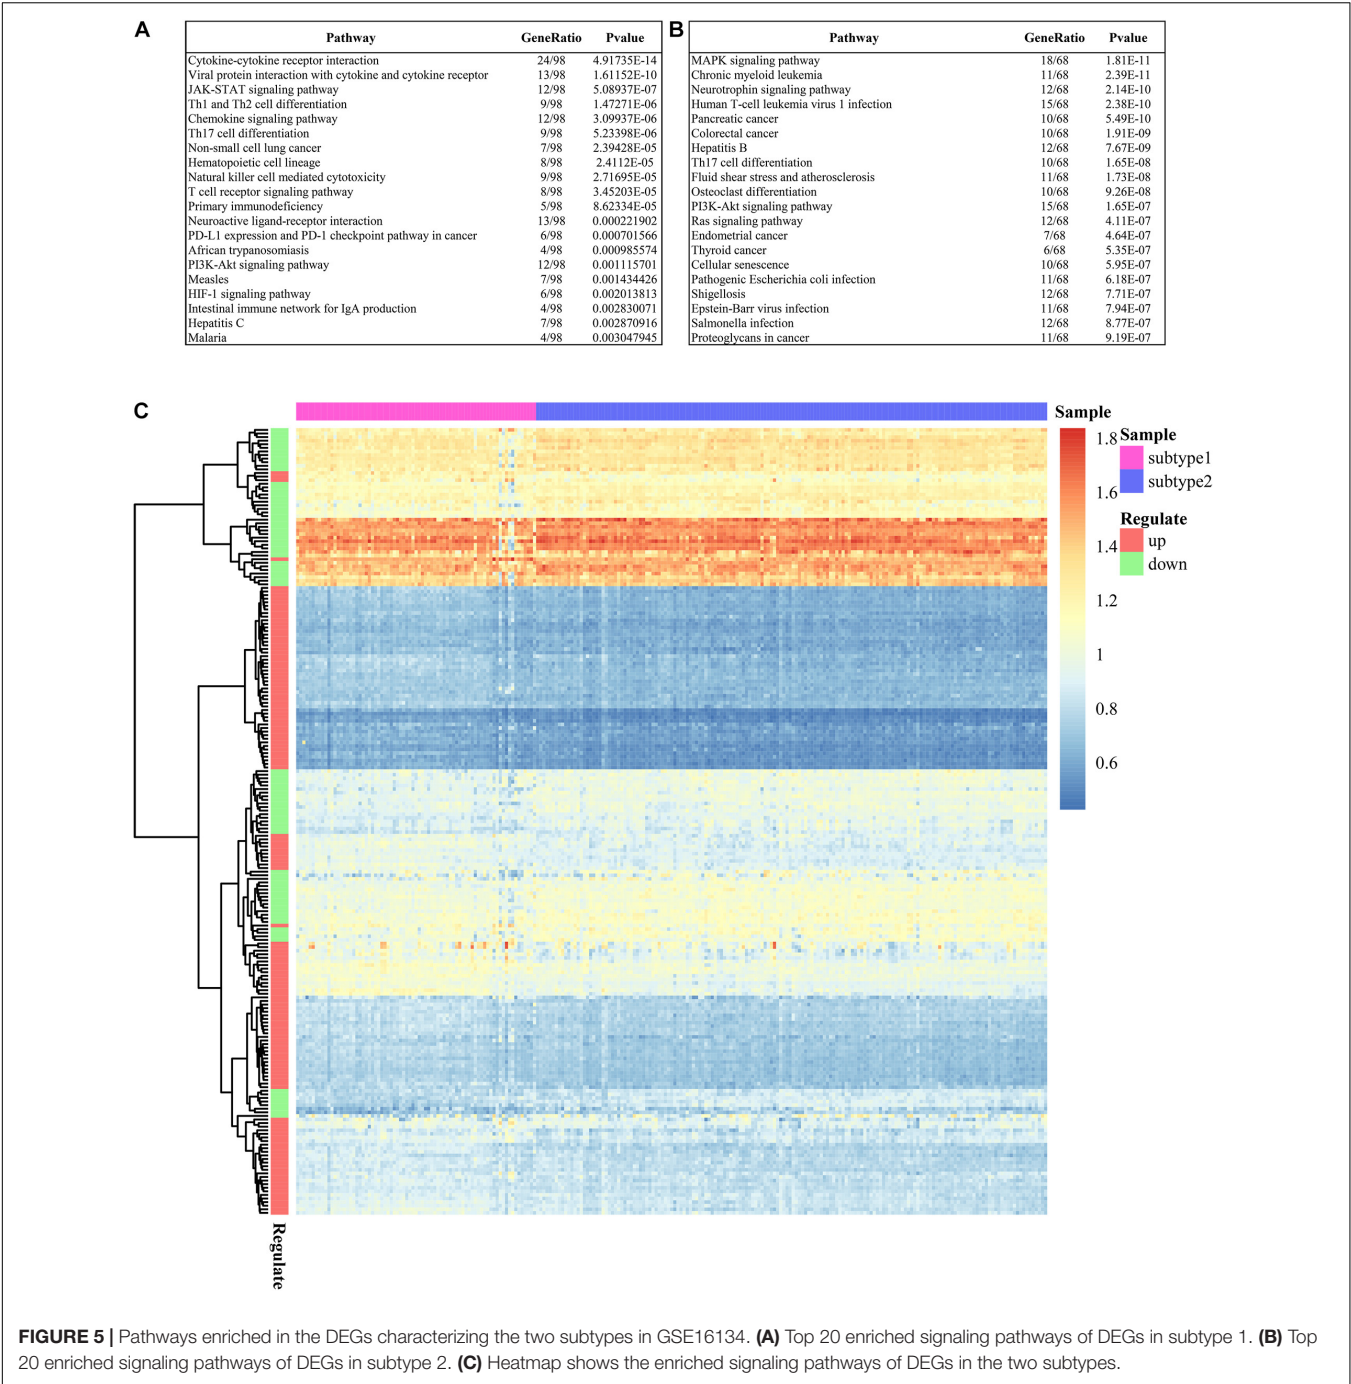 A
Pathway GeneRatio Pvalue
Cytokine-cytokine receptor interaction 24/98 4.91735E-14
Viral protein interaction with cytokine and cytokine receptor 13/98 1.61152E-10
JAK-STAT signaling pathway 12/98 5.08937E-07
Th1 and Th2 cell differentiation 9/98 1.47271E-06
Chemokine signaling pathway 12/98 3.09937E-06
Th17 cell differentiation 9/98 5.23398E-06
Non-small cell lung cancer 7/98 2.39428E-05
Hematopoietic cell lineage 8/98 2.4112E-05
Natural killer cell mediated cytotoxicity 9/98 2.71695E-05
T cell receptor signaling pathway 8/98 3.45203E-05
Primary immunodeficiency 5/98 8.62334E-05
Neuroactive ligand-receptor interaction 13/98 0.000221902
PD-L1 expression and PD-1 checkpoint pathway in cancer 6/98 0.000701566
African trypanosomiasis 4/98 0.000985574
PI3K-Akt signaling pathway 12/98 0.001115701
Measles 7/98 0.001434426
HIF-1 signaling pathway 6/98 0.002013813
Intestinal immune network for IgA production 4/98 0.002830071
Hepatitis C 7/98 0.002870916
Malaria 4/98 0.003047945
B
Pathway GeneRatio Pvalue
MAPK signaling pathway 18/68 1.81E-11
Chronic myeloid leukemia 11/68 2.39E-11
Neurotrophin signaling pathway 12/68 2.14E-10
Human T-cell leukemia virus 1 infection 15/68 2.38E-10
Pancreatic cancer 10/68 5.49E-10
Colorectal cancer 10/68 1.91E-09
Hepatitis B 12/68 7.67E-09
Th17 cell differentiation 10/68 1.65E-08
Fluid shear stress and atherosclerosis 11/68 1.73E-08
Osteoclast differentiation 10/68 9.26E-08
PI3K-Akt signaling pathway 15/68 1.65E-07
Ras signaling pathway 12/68 4.11E-07
Endometrial cancer 7/68 4.64E-07
Thyroid cancer 6/68 5.35E-07
Cellular senescence 10/68 5.95E-07
Pathogenic Escherichia coli infection 11/68 6.18E-07
Shigellosis 12/68 7.71E-07
Epstein-Barr virus infection 11/68 7.94E-07
Salmonella infection 12/68 8.77E-07
Proteoglycans in cancer 11/68 9.19E-07
C
Sample
1.8
1.6
1.4
1.2
1
0.8
0.6
Sample
subtype1
subtype2
Regulate
up
down
Regulate
FIGURE 5 | Pathways enriched in the DEGs characterizing the two subtypes in GSE16134. (A) Top 20 enriched signaling pathways of DEGs in subtype 1. (B) Top
20 enriched signaling pathways of DEGs in subtype 2. (C) Heatmap shows the enriched signaling pathways of DEGs in the two subtypes.